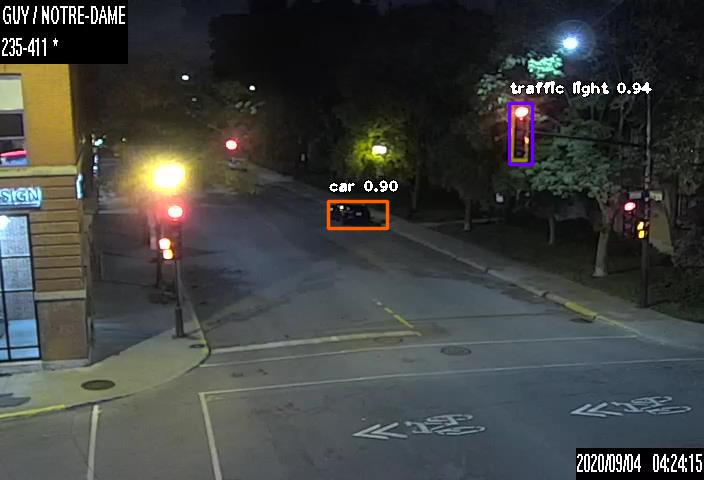 GUY / NOTRE-DAME
235-411 *
traffic light 0.94
car 0.90
SIGN
2020/09/04 04:24:15